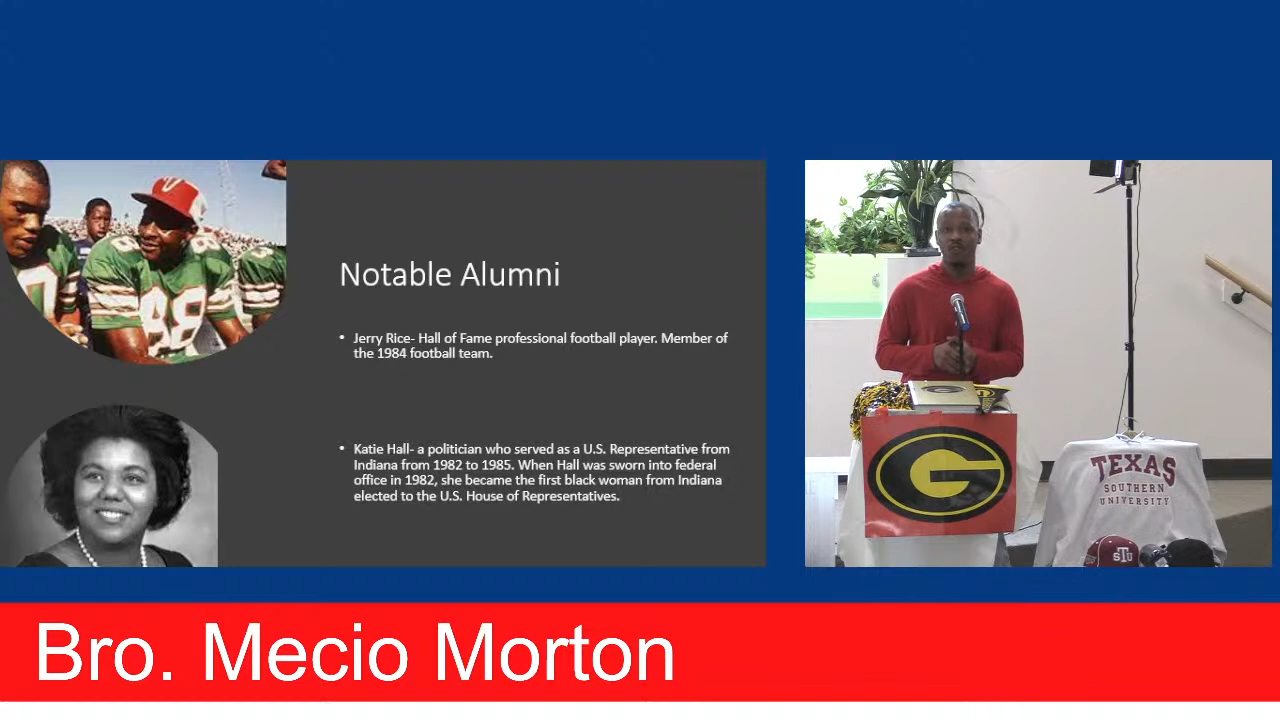 Notable Alumni
• Jerry Rice- Hall of Fame professional football player. Member of
the 1984 football team.
• Katie Hall- a politician who served as a U.S. Representative from
Indiana from 1982 to 1985. When Hall was sworn into federal
office in 1982, she became the first black woman from Indiana
elected to the U.S. House of Representatives.
88
G
TEXAS
SOUTHERN
UNIVERSITY
TSU
Bro. Mecio Morton